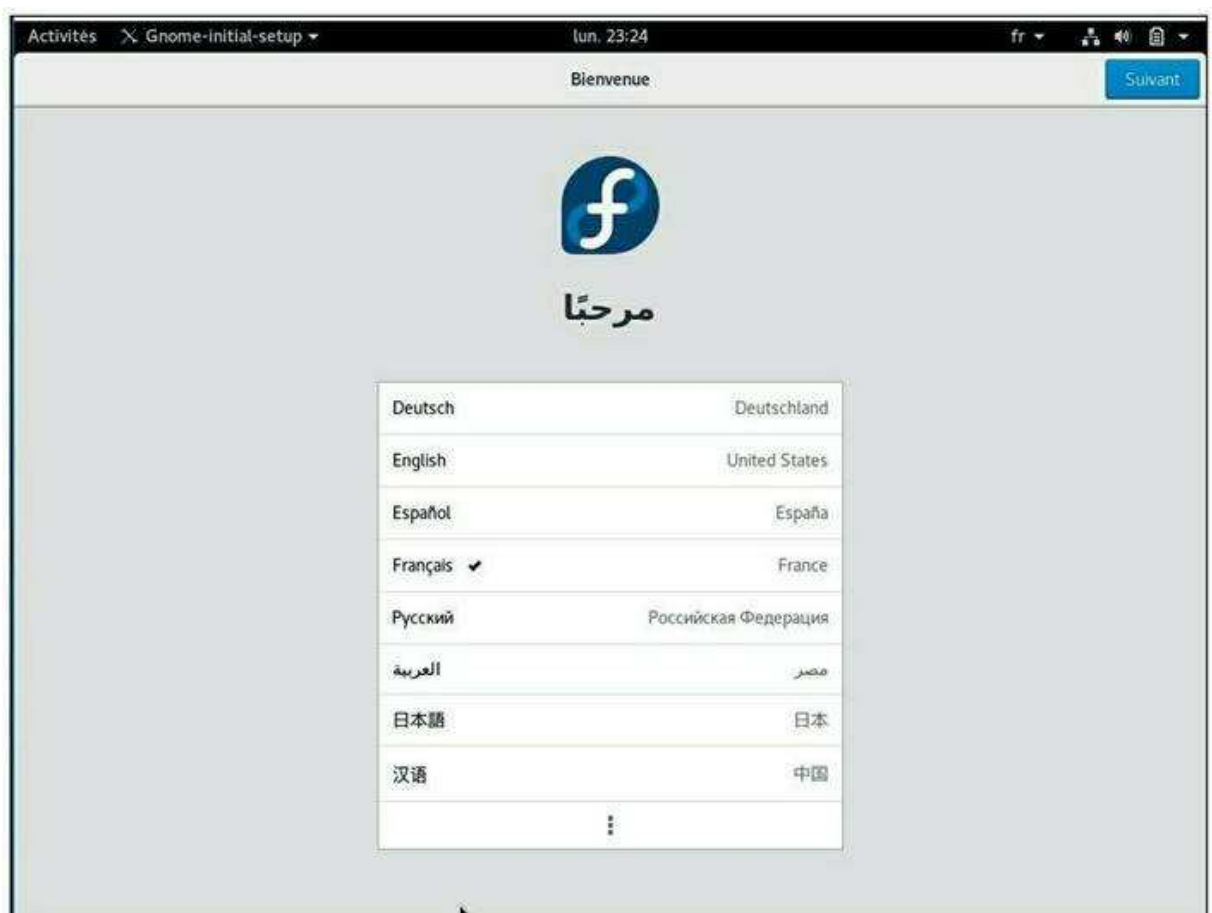 Activités Gnome-initial-setup lun. 23:24 fr
Bienvenue Suivant
مرحبًا
Deutsch Deutschland
English United States
Español España
Français France
Русский Российская Федерация
العربية مصر
日本語 日本
汉语 中国